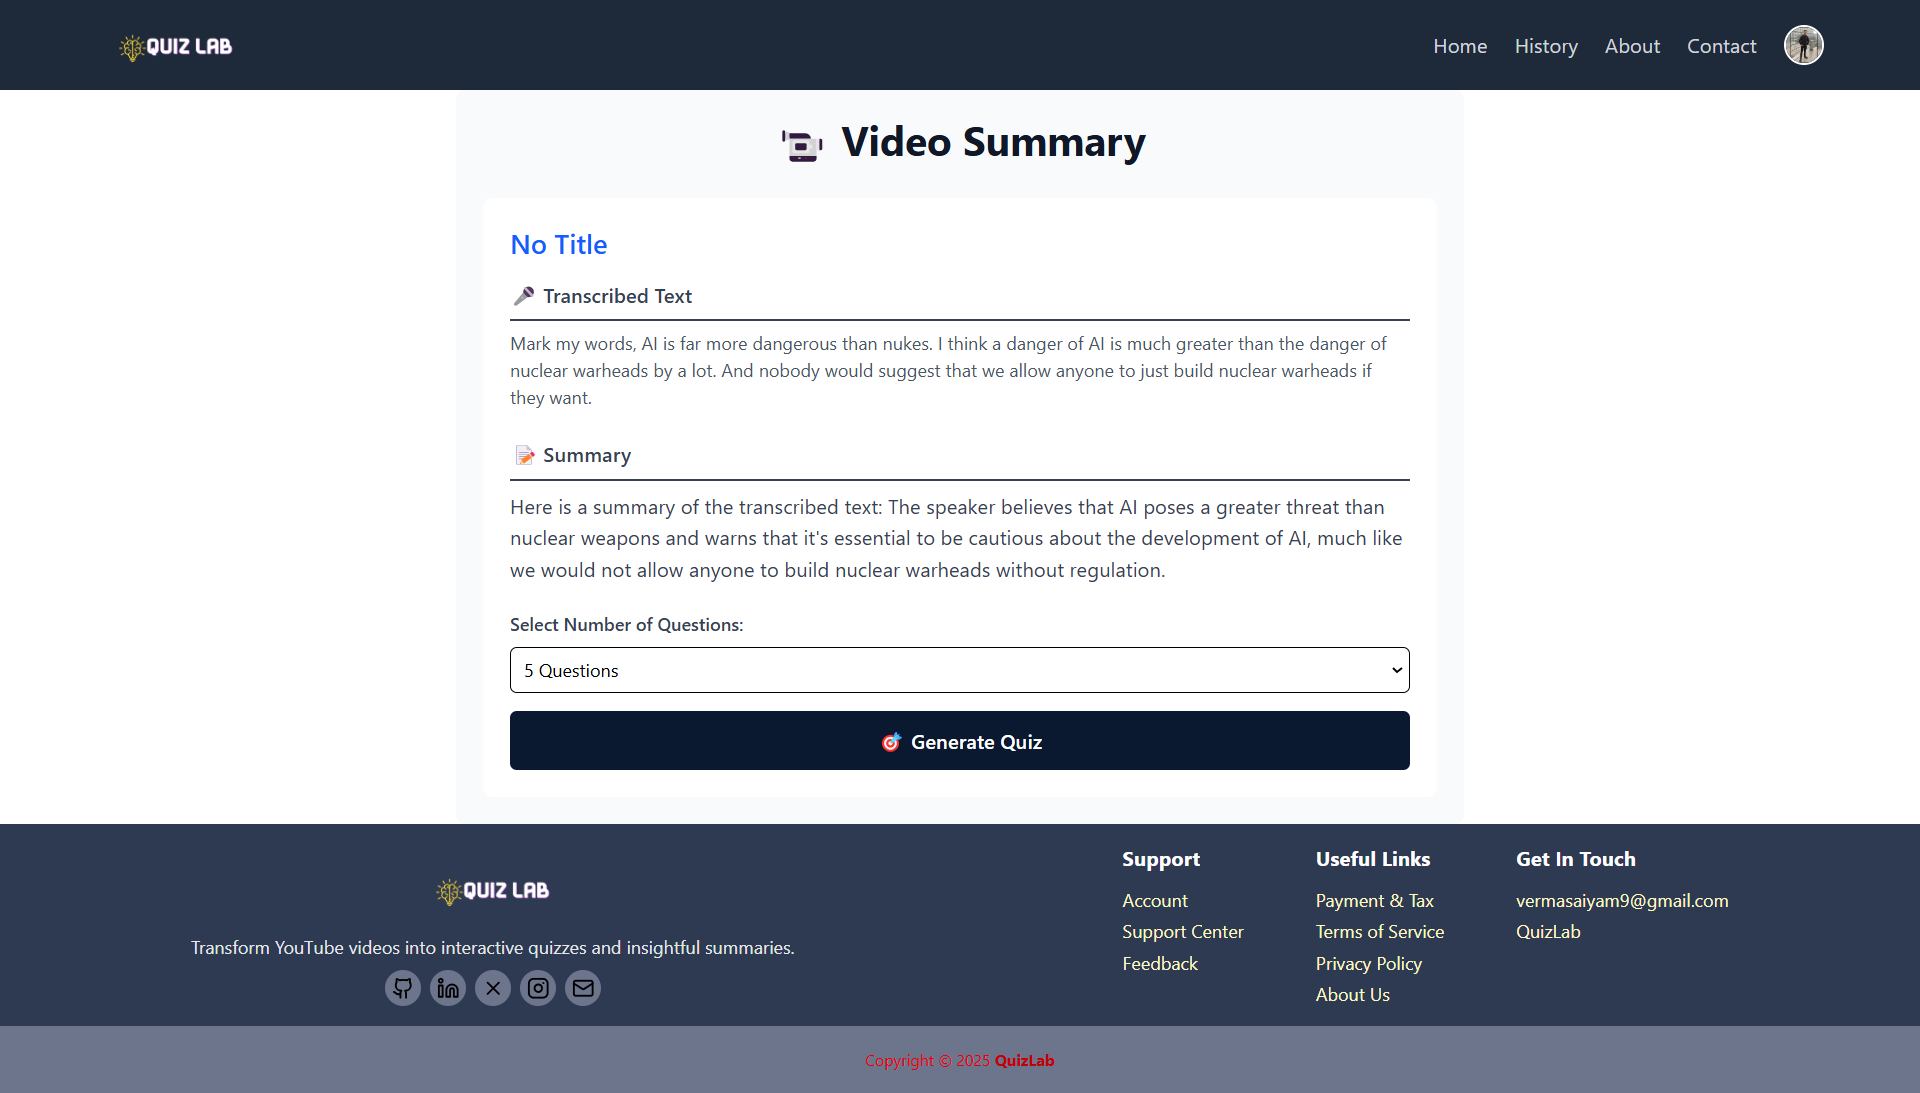 QUIZ LAB
Home
History
About
Contact
Video Summary
No Title
Transcribed Text
Mark my words, AI is far more dangerous than nukes. I think a danger of AI is much greater than the danger of
nuclear warheads by a lot. And nobody would suggest that we allow anyone to just build nuclear warheads if
they want.
Summary
Here is a summary of the transcribed text: The speaker believes that AI poses a greater threat than
nuclear weapons and warns that it's essential to be cautious about the development of AI, much like
we would not allow anyone to build nuclear warheads without regulation.
Select Number of Questions:
5 Questions
Generate Quiz
QUIZ LAB
Transform YouTube videos into interactive quizzes and insightful summaries.
Support
Account
Support Center
Feedback
Useful Links
Payment & Tax
Terms of Service
Privacy Policy
About Us
Get In Touch
vermasaiyam9@gmail.com
QuizLab
Copyright © 2025 QuizLab